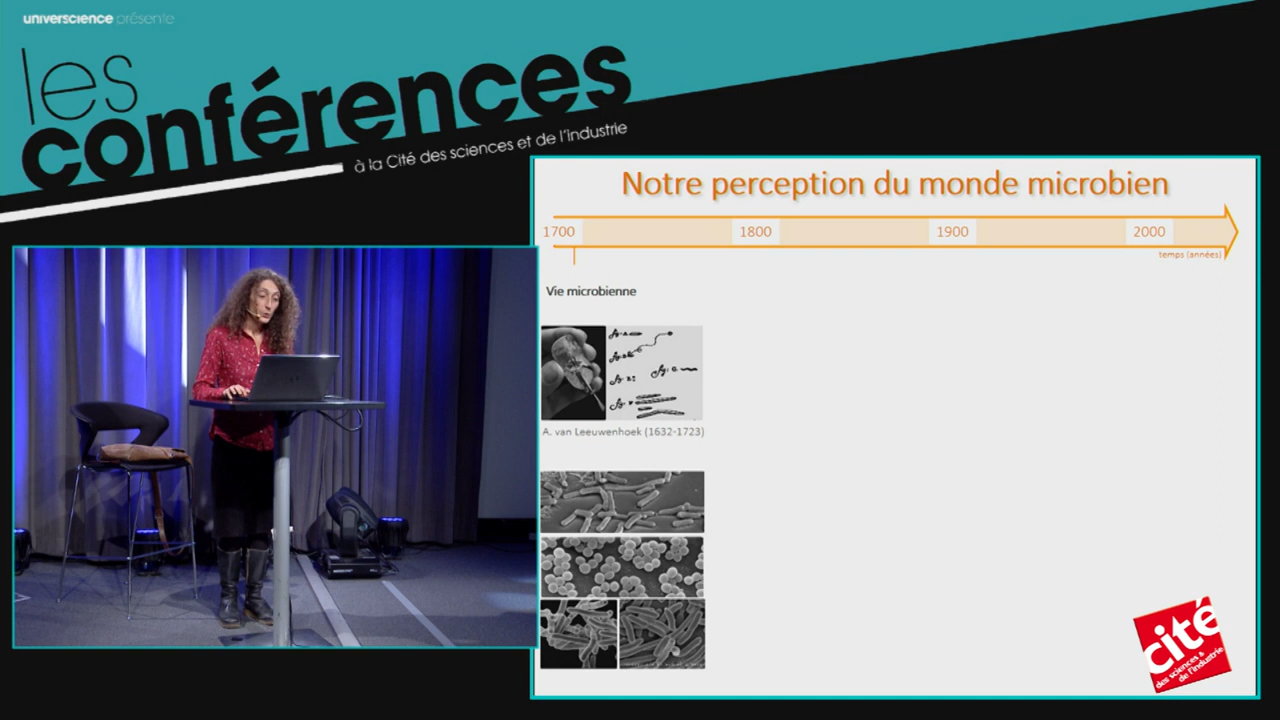 universcience présente
les
conférences
à la Cité des sciences et de l'industrie
Notre perception du monde microbien
1700 1800 1900 2000
temps (années)
Vie microbienne
A. van Leeuwenhoek (1632-1723)
cité
des sciences &
de l'industrie